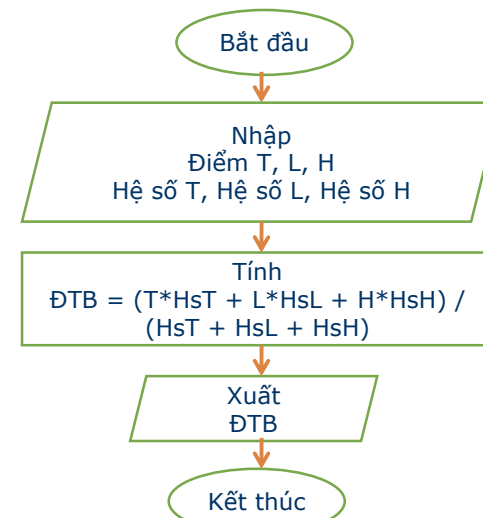 Bắt đầu
Nhập
Điểm T, L, H
Hệ số T, Hệ số L, Hệ số H
Tính
ĐTB = (T*HsT + L*HsL + H*HsH) /
(HsT + HsL + HsH)
Xuất
ĐTB
Kết thúc